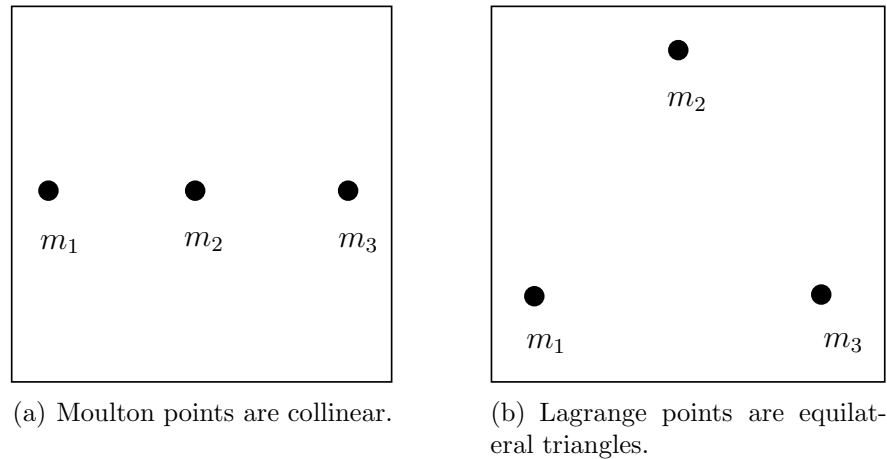 m₂
m₁ m₂ m₃
m₁ m₃
(a) Moulton points are collinear.
(b) Lagrange points are equilat-
eral triangles.